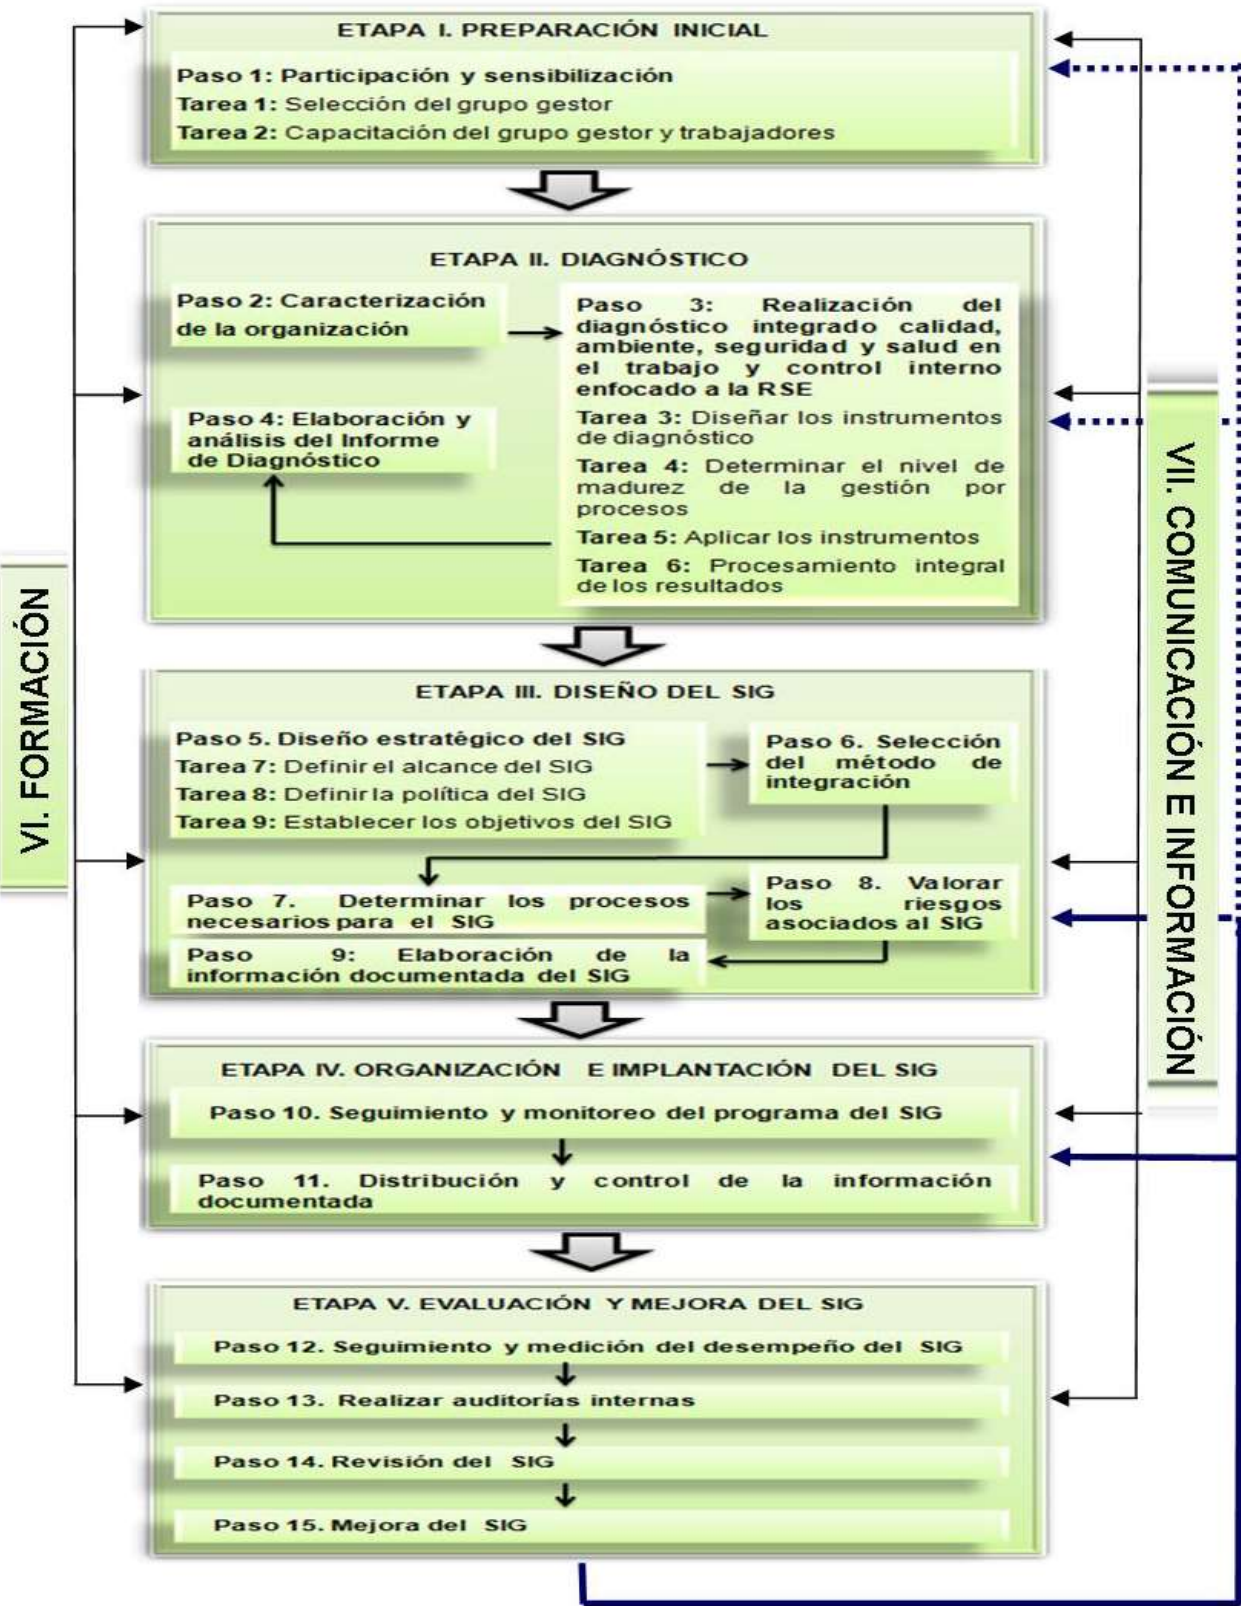 ETAPA I. PREPARACIÓN INICIAL
Paso 1: Participación y sensibilización
Tarea 1: Selección del grupo gestor
Tarea 2: Capacitación del grupo gestor y trabajadores
ETAPA II. DIAGNÓSTICO
Paso 2: Caracterización
de la organización
Paso 3: Realización del
diagnóstico integrado calidad,
ambiente, seguridad y salud en
el trabajo y control interno
enfocado a la RSE
Tarea 3: Diseñar los instrumentos
de diagnóstico
Tarea 4: Determinar el nivel de
madurez de la gestión por
procesos
Tarea 5: Aplicar los instrumentos
Tarea 6: Procesamiento integral
de los resultados
Paso 4: Elaboración y
análisis del Informe
de Diagnóstico
ETAPA III. DISEÑO DEL SIG
Paso 5. Diseño estratégico del SIG
Tarea 7: Definir el alcance del SIG
Tarea 8: Definir la política del SIG
Tarea 9: Establecer los objetivos del SIG
Paso 6. Selección
del método de
integración
Paso 7. Determinar los procesos
necesarios para el SIG
Paso 8. Valorar
los riesgos
asociados al SIG
Paso 9: Elaboración de la
información documentada del SIG
ETAPA IV. ORGANIZACIÓN E IMPLANTACIÓN DEL SIG
Paso 10. Seguimiento y monitoreo del programa del SIG
Paso 11. Distribución y control de la información
documentada
ETAPA V. EVALUACIÓN Y MEJORA DEL SIG
Paso 12. Seguimiento y medición del desempeño del SIG
Paso 13. Realizar auditorías internas
Paso 14. Revisión del SIG
Paso 15. Mejora del SIG
VI. FORMACIÓN
VII. COMUNICACIÓN E INFORMACIÓN